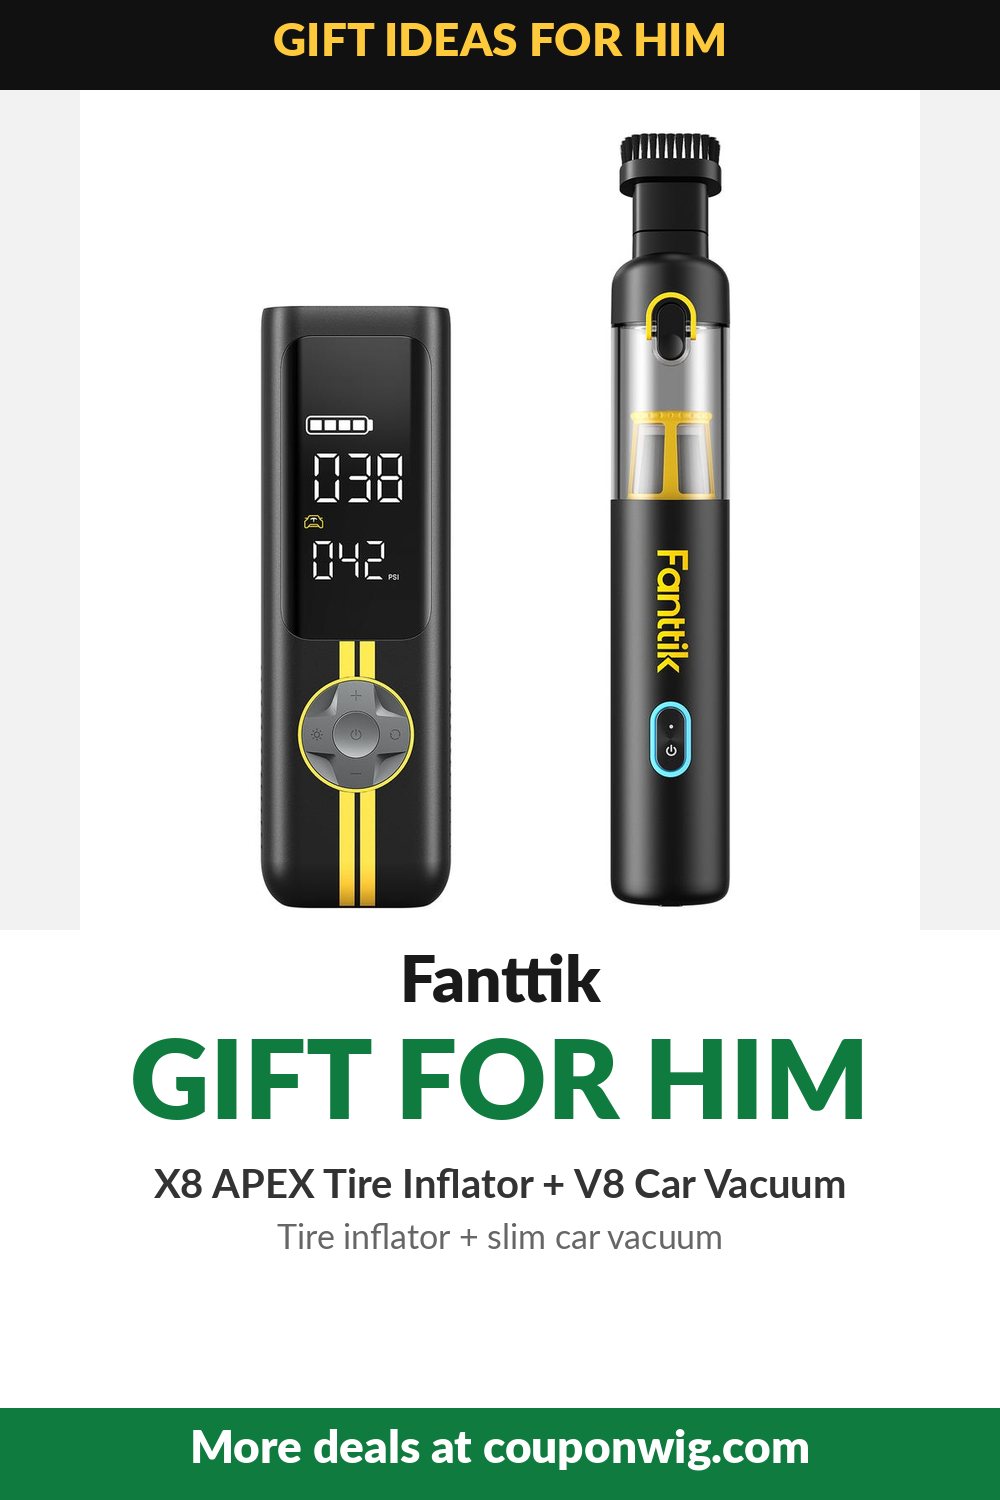 GIFT IDEAS FOR HIM
038
042 PSI
Fanttik
Fanttik
GIFT FOR HIM
X8 APEX Tire Inflator + V8 Car Vacuum
Tire inflator + slim car vacuum
More deals at couponwig.com